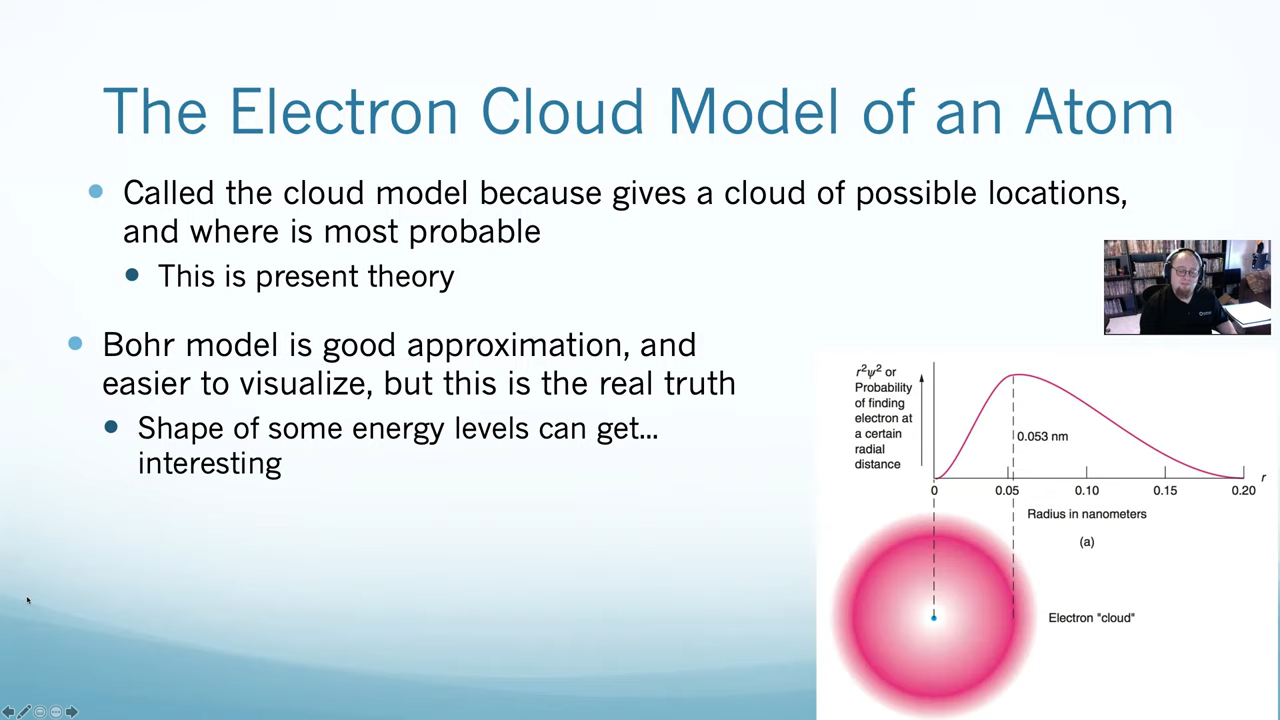 The Electron Cloud Model of an Atom
Called the cloud model because gives a cloud of possible locations,
and where is most probable
This is present theory
Bohr model is good approximation, and
easier to visualize, but this is the real truth
Shape of some energy levels can get...
interesting
r²ψ² or
Probability
of finding
electron at
a certain
radial
distance
0.053 nm
0 0.05 0.10 0.15 0.20 r
Radius in nanometers
(a)
Electron "cloud"